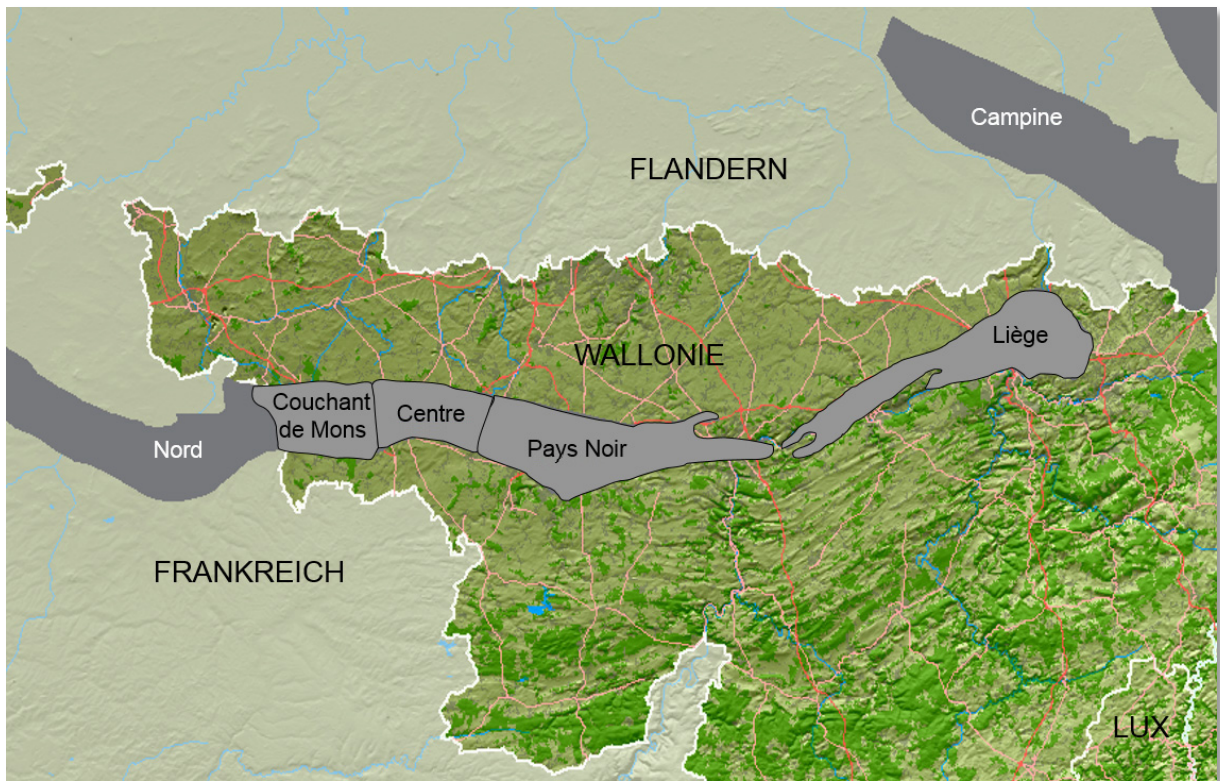 Campine
FLANDERN
Liège
WALLONIE
Couchant
de Mons
Centre
Nord
Pays Noir
FRANKREICH
LUX